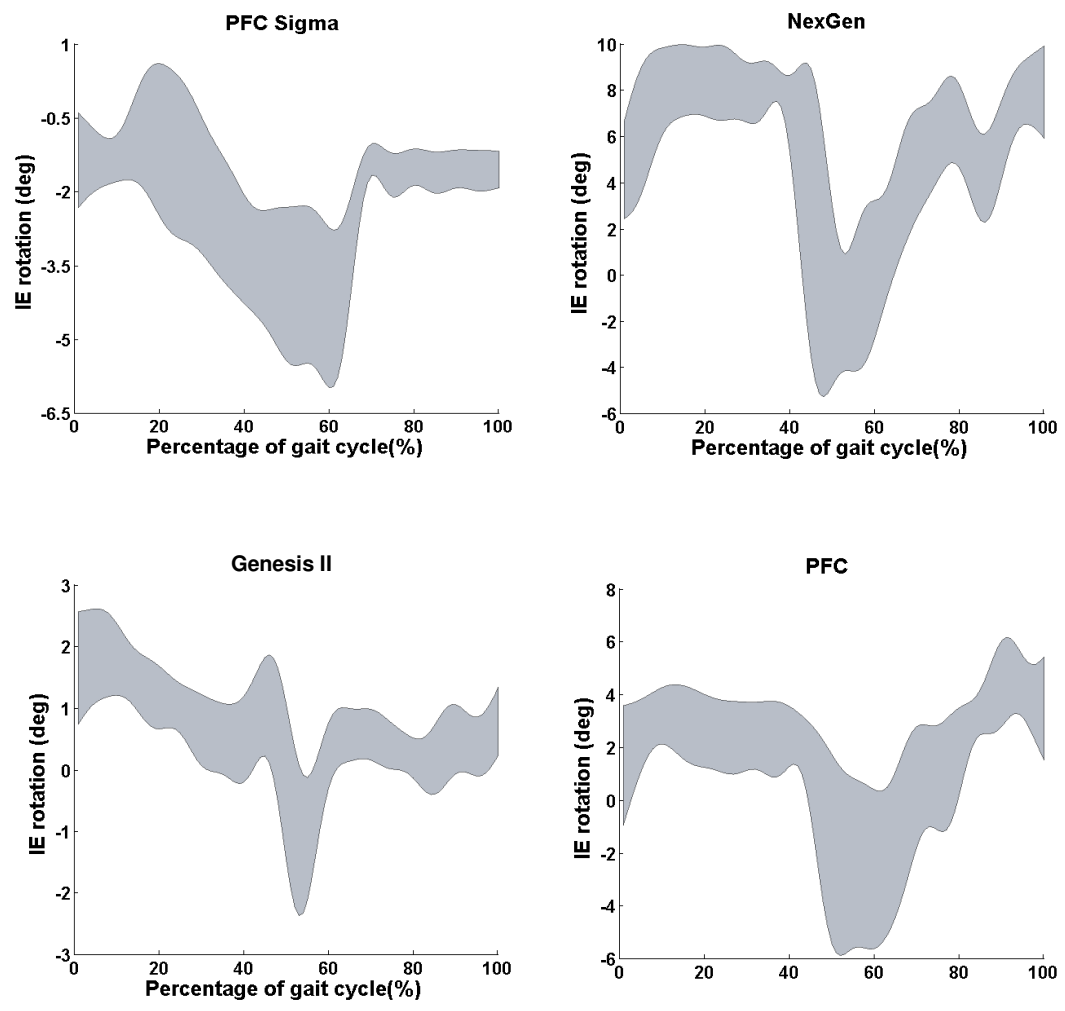 PFC Sigma
1
-0.5
-2
-3.5
-5
-6.5
IE rotation (deg)
0 20 40 60 80 100
Percentage of gait cycle(%)
NexGen
10
8
6
4
2
0
-2
-4
-6
IE rotation (deg)
0 20 40 60 80 100
Percentage of gait cycle(%)
Genesis II
3
2
1
0
-1
-2
-3
IE rotation (deg)
0 20 40 60 80 100
Percentage of gait cycle(%)
PFC
8
6
4
2
0
-2
-4
-6
IE rotation (deg)
0 20 40 60 80 100